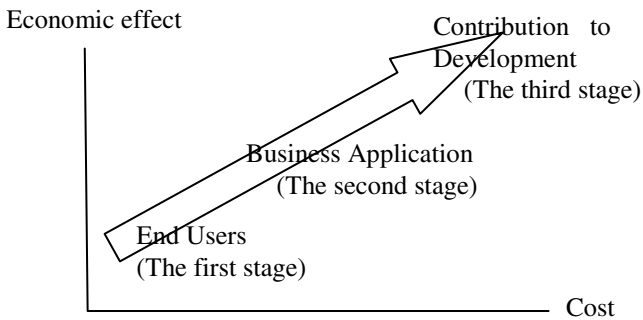 Economic effect
Contribution to
Development
(The third stage)
Business Application
(The second stage)
End Users
(The first stage)
Cost